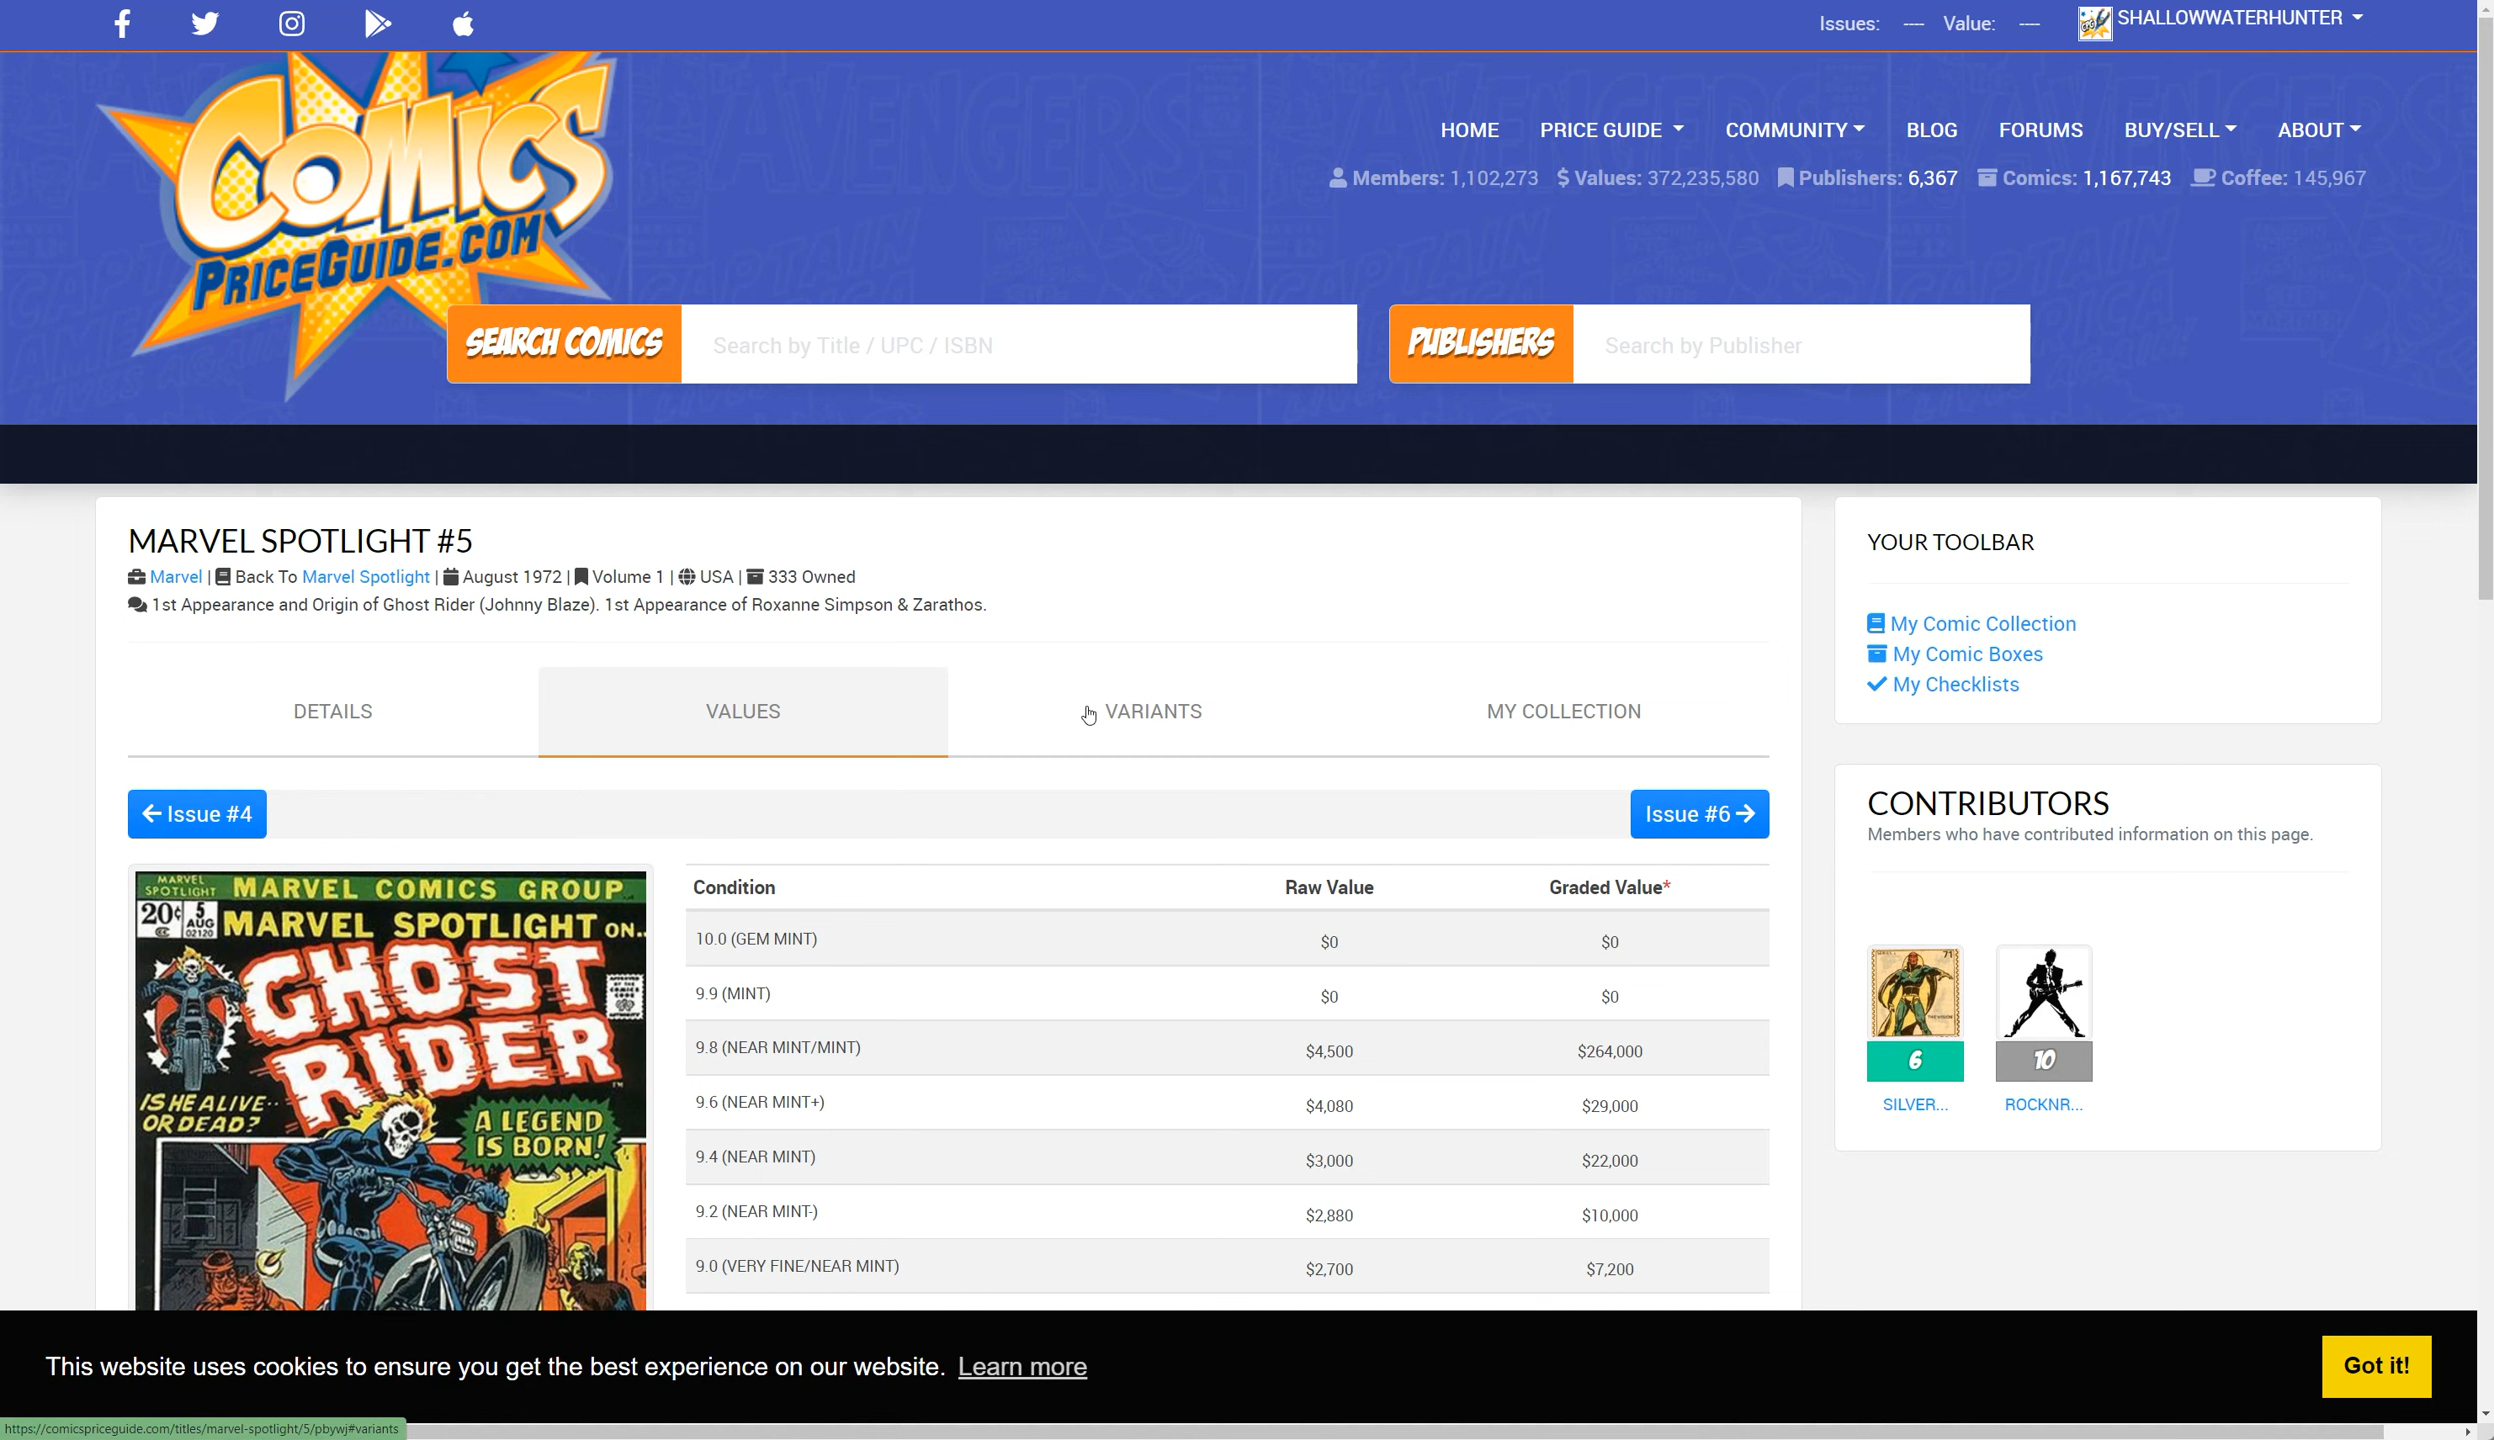 Issues: ---- Value: ---- SHALLOWWATERHUNTER
COMICS
PRICEGUIDE.COM
HOME PRICE GUIDE COMMUNITY BLOG FORUMS BUY/SELL ABOUT
Members: 1,102,273 Values: 372,235,580 Publishers: 6,367 Comics: 1,167,743 Coffee: 145,967
SEARCH COMICS Search by Title / UPC / ISBN PUBLISHERS Search by Publisher
MARVEL SPOTLIGHT #5
Marvel | Back To Marvel Spotlight | August 1972 | Volume 1 | USA | 333 Owned
1st Appearance and Origin of Ghost Rider (Johnny Blaze). 1st Appearance of Roxanne Simpson & Zarathos.
DETAILS VALUES VARIANTS MY COLLECTION
Issue #4 Issue #6
MARVEL SPOTLIGHT MARVEL COMICS GROUP
20¢ 5 AUG 02120 MARVEL SPOTLIGHT ON..
GHOST
RIDER
IS HE ALIVE..
OR DEAD?
A LEGEND
IS BORN!
Condition Raw Value Graded Value*
10.0 (GEM MINT) $0 $0
9.9 (MINT) $0 $0
9.8 (NEAR MINT/MINT) $4,500 $264,000
9.6 (NEAR MINT+) $4,080 $29,000
9.4 (NEAR MINT) $3,000 $22,000
9.2 (NEAR MINT-) $2,880 $10,000
9.0 (VERY FINE/NEAR MINT) $2,700 $7,200
YOUR TOOLBAR
My Comic Collection
My Comic Boxes
My Checklists
CONTRIBUTORS
Members who have contributed information on this page.
6 10
SILVER... ROCKNR...
This website uses cookies to ensure you get the best experience on our website. Learn more
Got it!
https://comicspriceguide.com/titles/marvel-spotlight/5/pbywj#variants